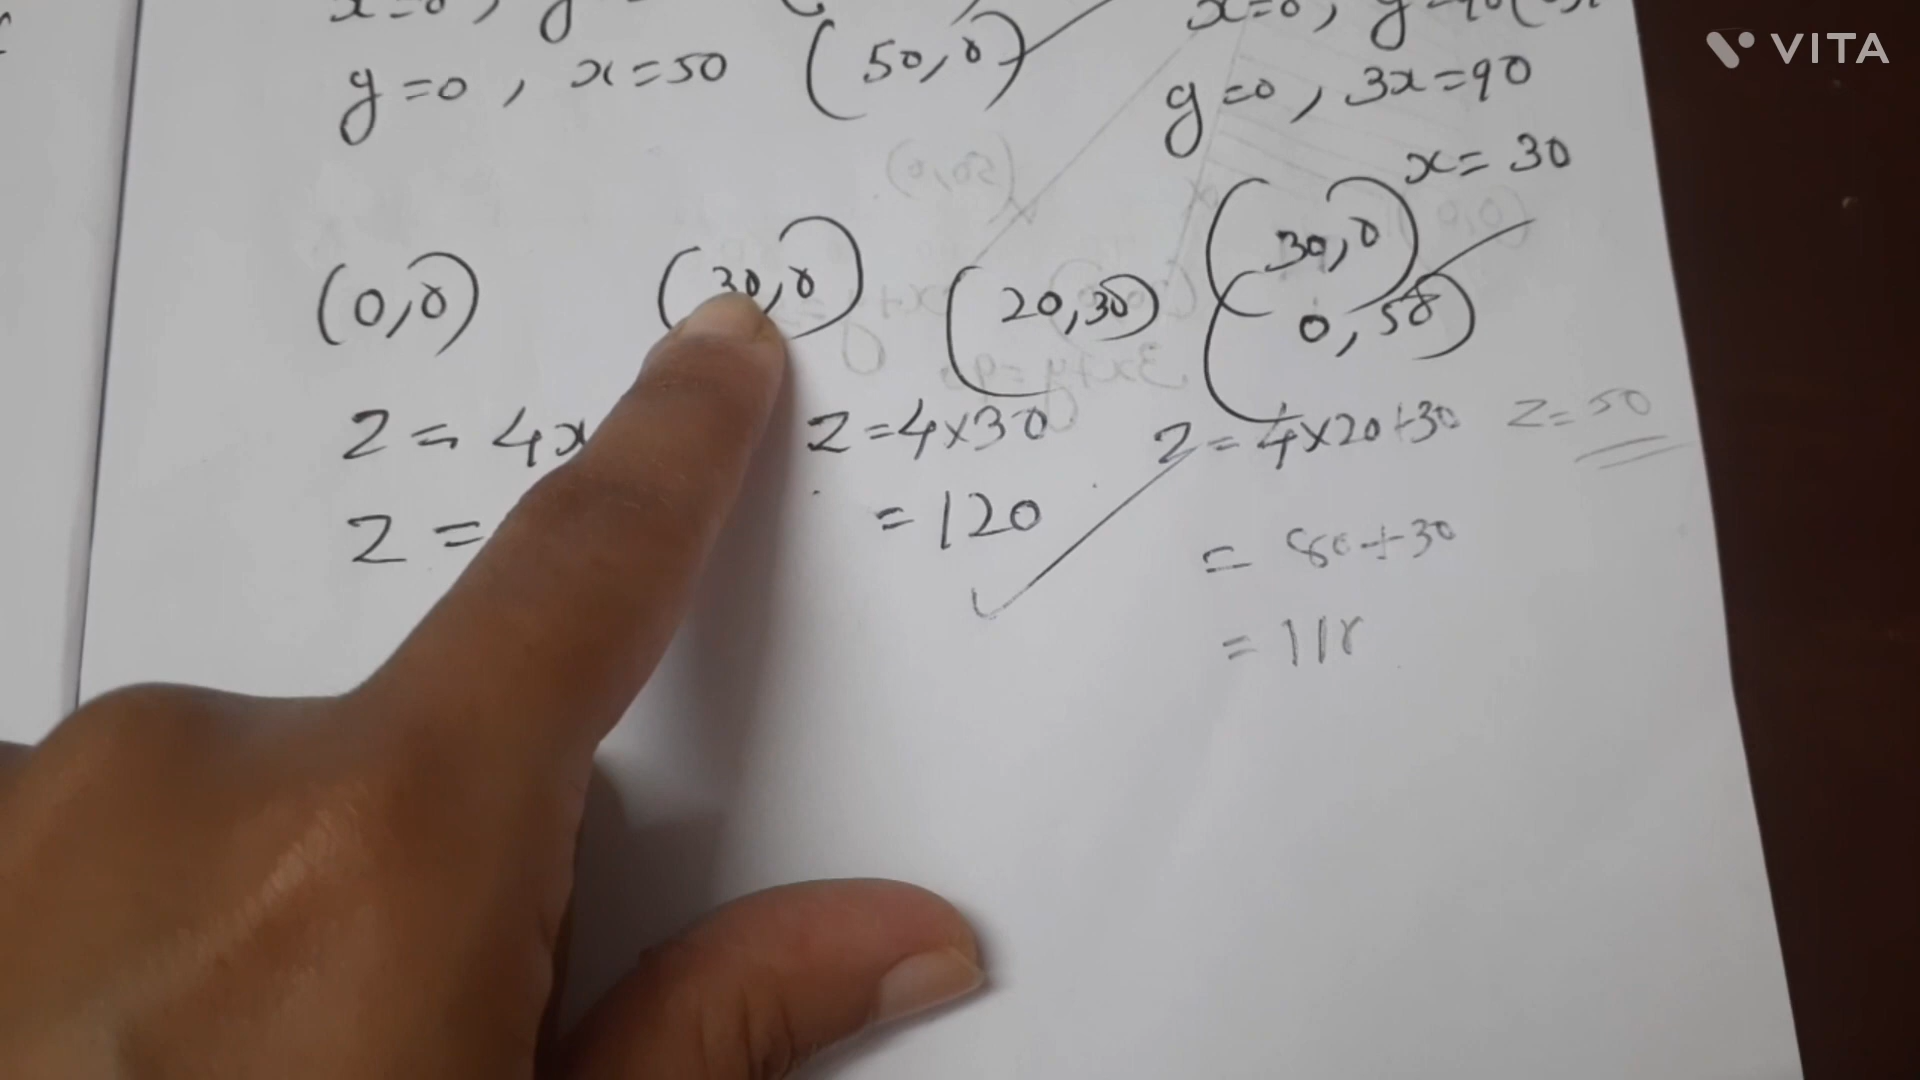 VITA
y=0, x=50 (50,0)
y=0, 3x=90
x=30
(30,0)
(0,0) (30,0) (20,30) (0,50)
Z=4x Z=4×30 Z=4×20+30 Z=50
Z= =120 =80+30
=110